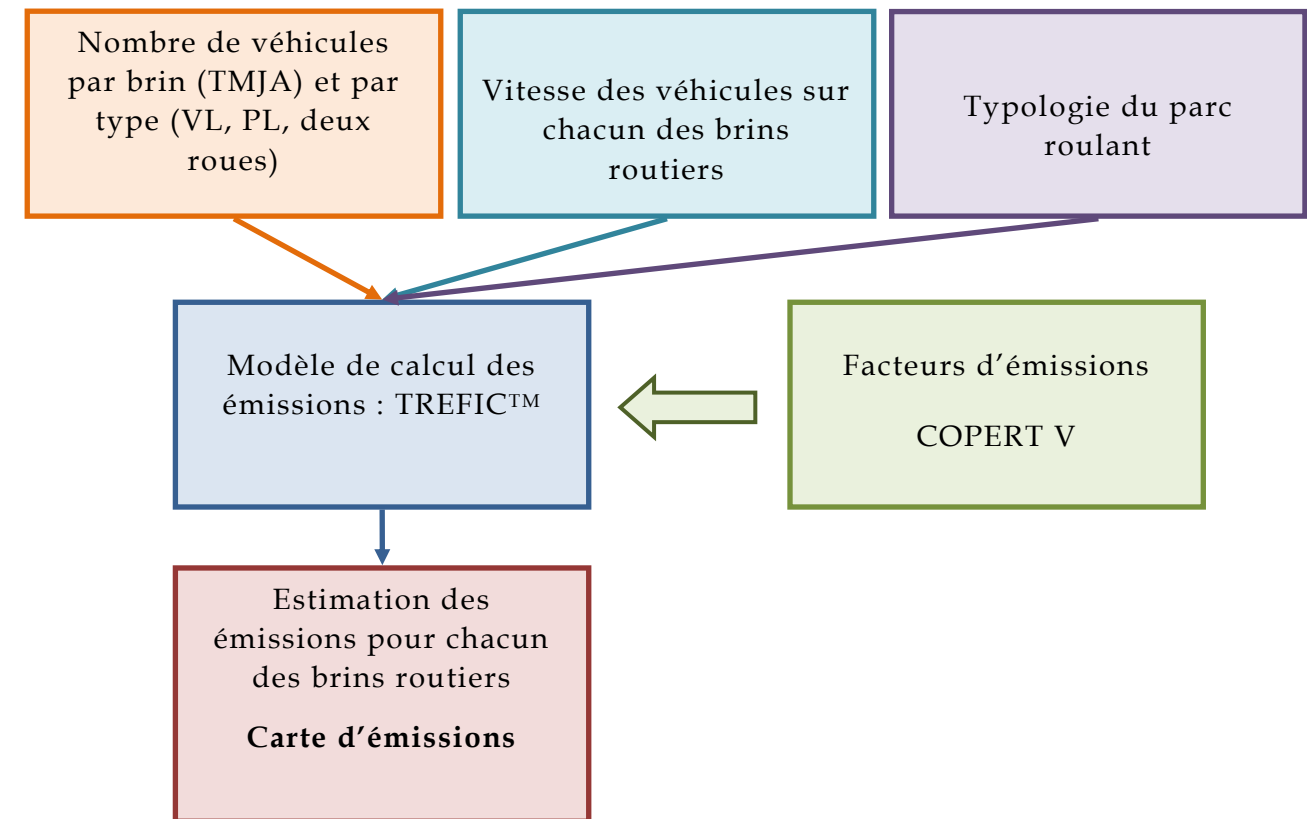 Nombre de véhicules
par brin (TMJA) et par
type (VL, PL, deux
roues)
Vitesse des véhicules sur
chacun des brins
routiers
Typologie du parc
roulant
Modèle de calcul des
émissions : TREFIC™
Facteurs d’émissions
COPERT V
Estimation des
émissions pour chacun
des brins routiers
Carte d’émissions